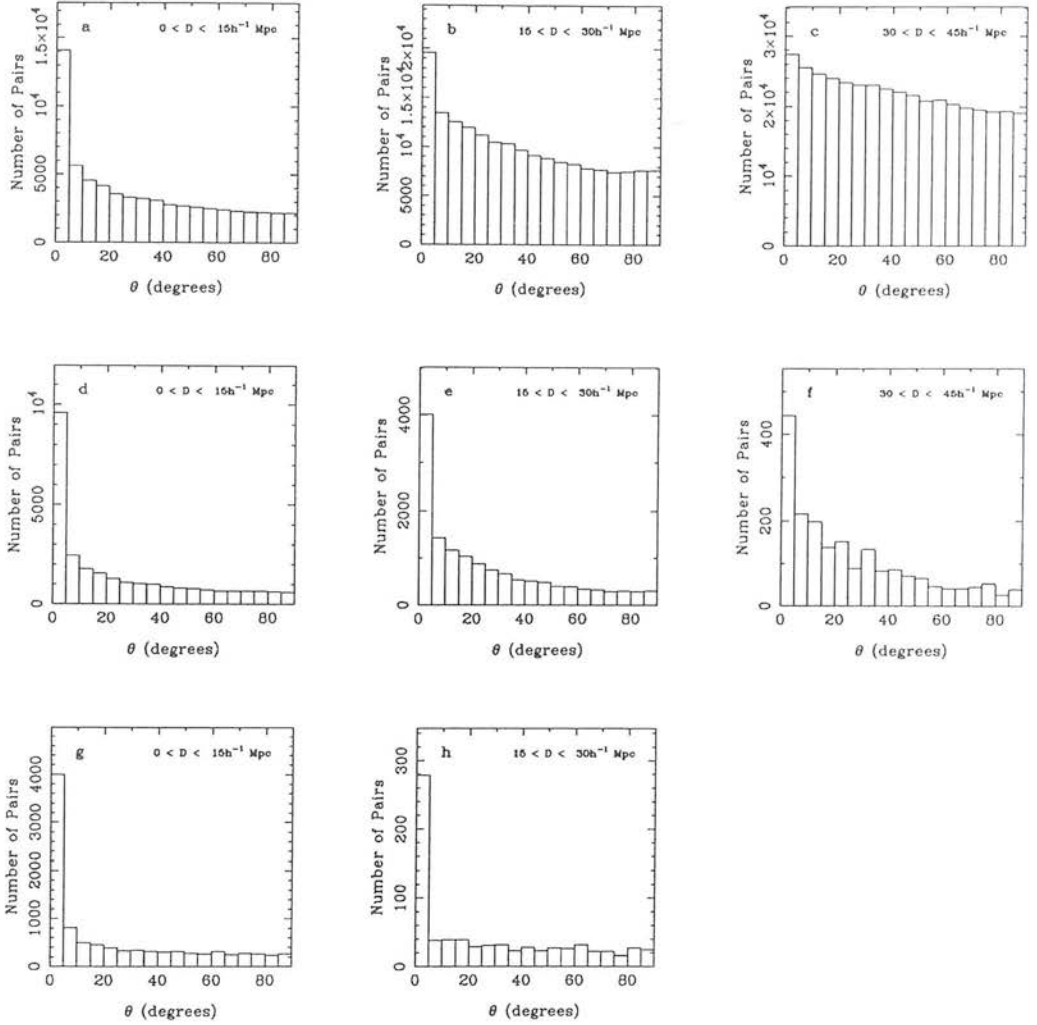 a
0 < D < 15h⁻¹ Mpc
Number of Pairs
1.5×10⁴
10⁴
5000
0
0 20 40 60 80
θ (degrees)
b
15 < D < 30h⁻¹ Mpc
Number of Pairs
2×10⁴
1.5×10⁴
10⁴
5000
0
0 20 40 60 80
θ (degrees)
c
30 < D < 45h⁻¹ Mpc
Number of Pairs
3×10⁴
2×10⁴
10⁴
0
0 20 40 60 80
θ (degrees)
d
0 < D < 15h⁻¹ Mpc
Number of Pairs
10⁴
5000
0
0 20 40 60 80
θ (degrees)
e
15 < D < 30h⁻¹ Mpc
Number of Pairs
4000
2000
0
0 20 40 60 80
θ (degrees)
f
30 < D < 45h⁻¹ Mpc
Number of Pairs
400
200
0
0 20 40 60 80
θ (degrees)
g
0 < D < 15h⁻¹ Mpc
Number of Pairs
4000
3000
2000
1000
0
0 20 40 60 80
θ (degrees)
h
15 < D < 30h⁻¹ Mpc
Number of Pairs
300
200
100
0
0 20 40 60 80
θ (degrees)